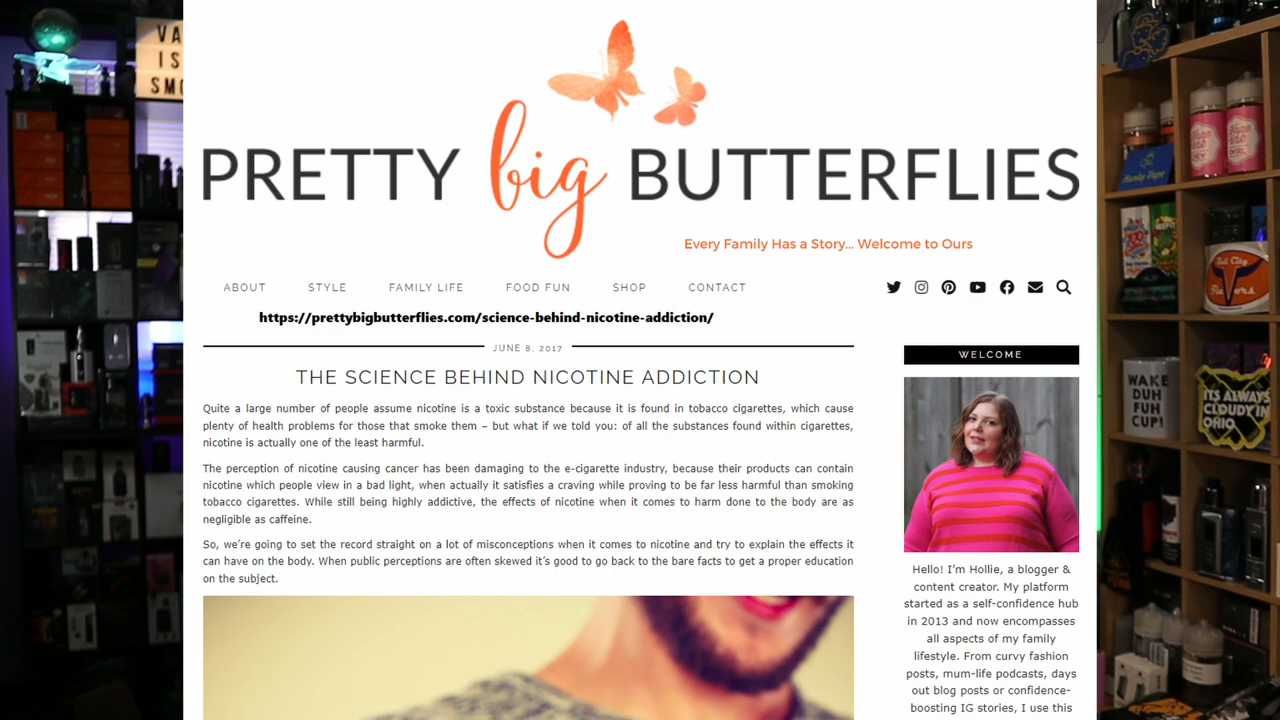 VA
IS
SMO
PRETTY big BUTTERFLIES
Every Family Has a Story... Welcome to Ours
ABOUT STYLE FAMILY LIFE FOOD FUN SHOP CONTACT
https://prettybigbutterflies.com/science-behind-nicotine-addiction/
JUNE 8, 2017
THE SCIENCE BEHIND NICOTINE ADDICTION
Quite a large number of people assume nicotine is a toxic substance because it is found in tobacco cigarettes, which cause
plenty of health problems for those that smoke them – but what if we told you: of all the substances found within cigarettes,
nicotine is actually one of the least harmful.
The perception of nicotine causing cancer has been damaging to the e-cigarette industry, because their products can contain
nicotine which people view in a bad light, when actually it satisfies a craving while proving to be far less harmful than smoking
tobacco cigarettes. While still being highly addictive, the effects of nicotine when it comes to harm done to the body are as
negligible as caffeine.
So, we're going to set the record straight on a lot of misconceptions when it comes to nicotine and try to explain the effects it
can have on the body. When public perceptions are often skewed it's good to go back to the bare facts to get a proper education
on the subject.
WELCOME
Hello! I'm Hollie, a blogger &
content creator. My platform
started as a self-confidence hub
in 2013 and now encompasses
all aspects of my family
lifestyle. From curvy fashion
posts, mum-life podcasts, days
out blog posts or confidence-
boosting IG stories, I use this
WAKE
DUH
FUH
CUP!
IT'S ALWAYS
CLOUDY IN
OHIO